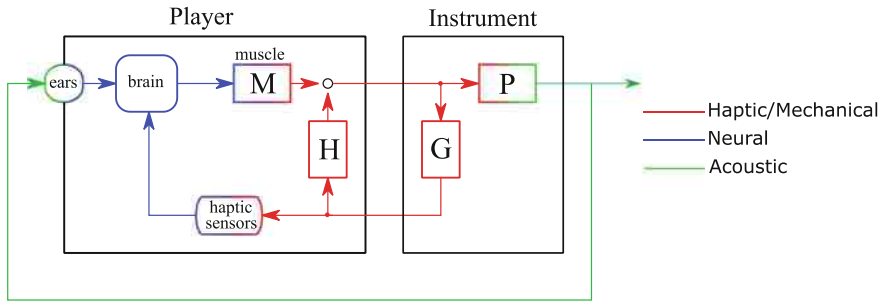 Player
Instrument
ears
brain
muscle
M
P
H
G
haptic
sensors
Haptic/Mechanical
Neural
Acoustic